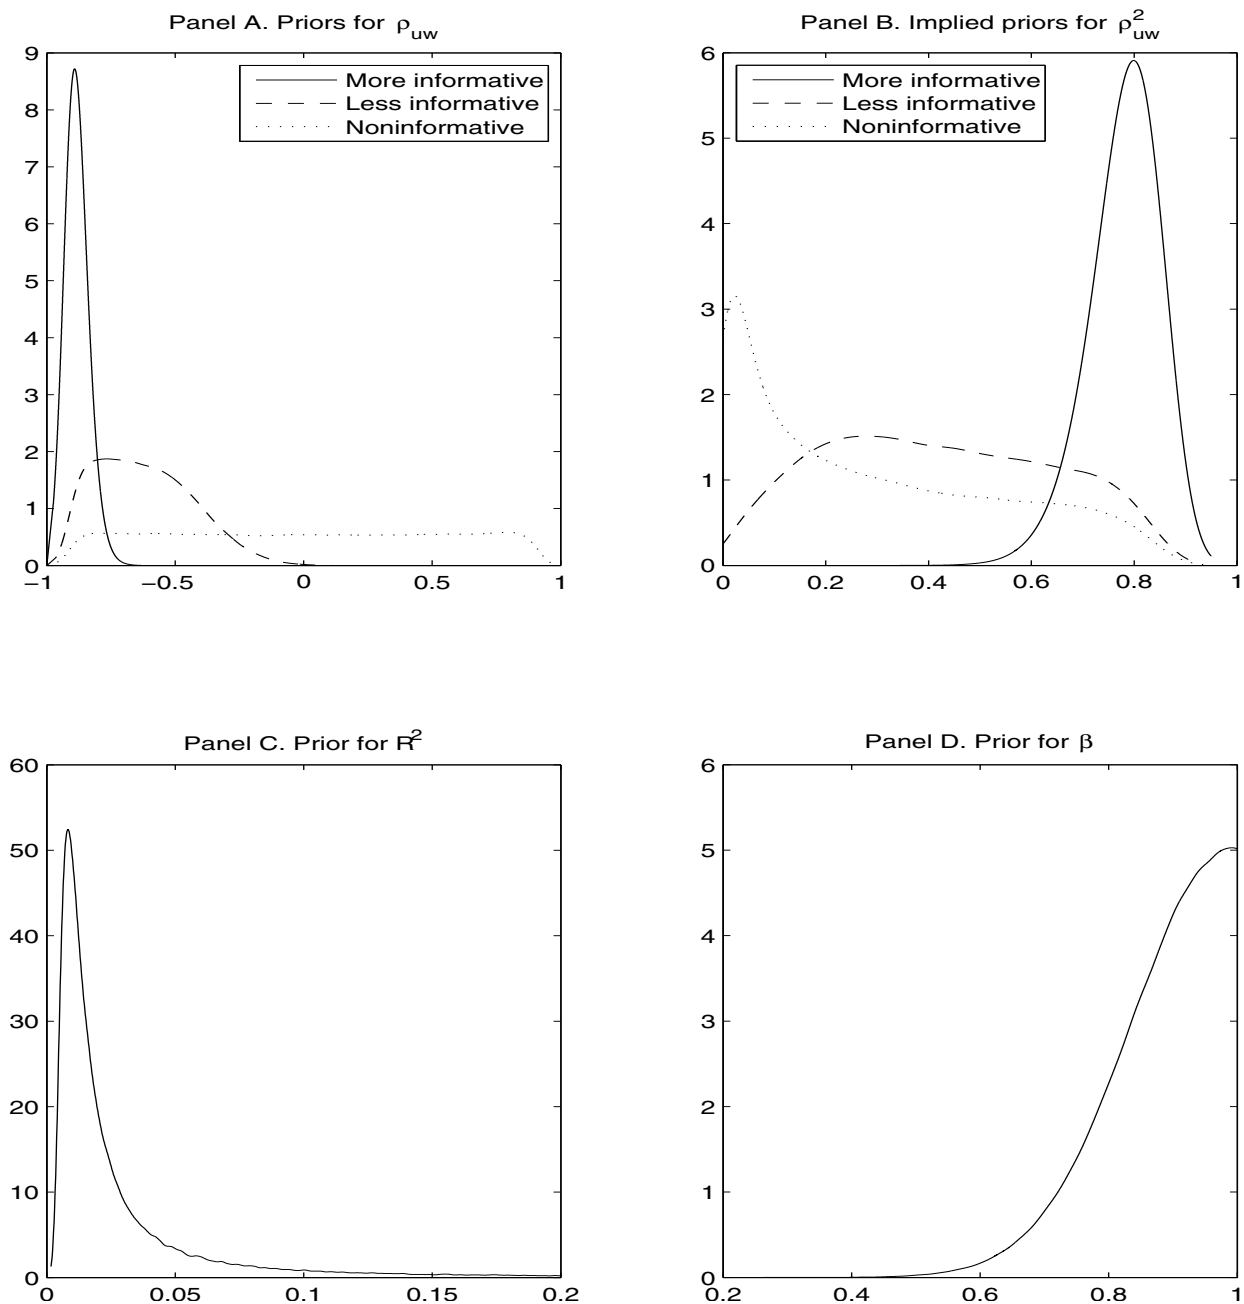 Panel A. Priors for ρuw
9
8
7
6
5
4
3
2
1
0
More informative
Less informative
Noninformative
−1 −0.5 0 0.5 1
Panel B. Implied priors for ρ²uw
6
5
4
3
2
1
0
More informative
Less informative
Noninformative
0 0.2 0.4 0.6 0.8 1
Panel C. Prior for R²
60
50
40
30
20
10
0
0 0.05 0.1 0.15 0.2
Panel D. Prior for β
6
5
4
3
2
1
0
0.2 0.4 0.6 0.8 1